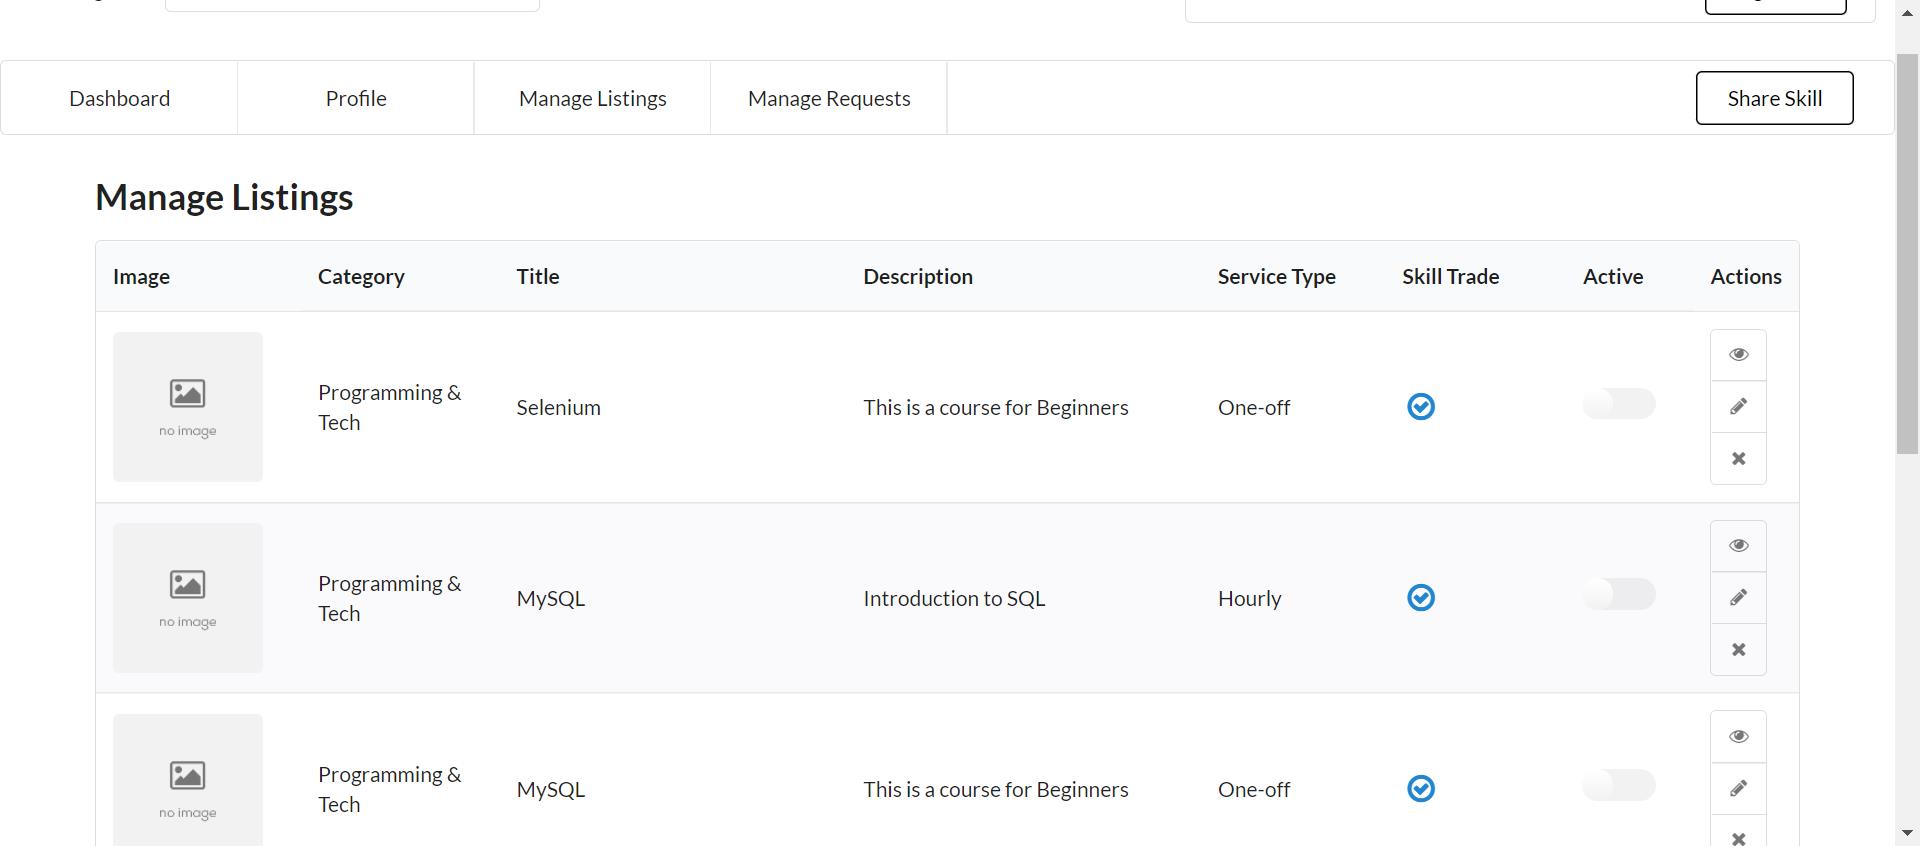 Dashboard Profile Manage Listings Manage Requests Share Skill
Manage Listings
Image Category Title Description Service Type Skill Trade Active Actions
no image
Programming &
Tech
Selenium
This is a course for Beginners
One-off
no image
Programming &
Tech
MySQL
Introduction to SQL
Hourly
no image
Programming &
Tech
MySQL
This is a course for Beginners
One-off